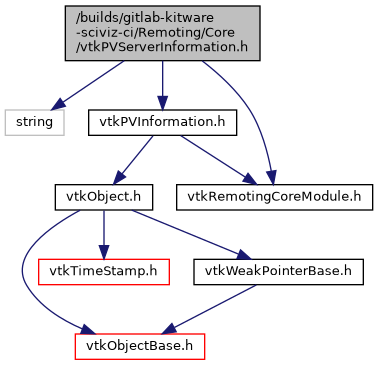 /builds/gitlab-kitware
-sciviz-ci/Remoting/Core
/vtkPVServerInformation.h
string
vtkPVInformation.h
vtkObject.h
vtkRemotingCoreModule.h
vtkTimeStamp.h
vtkWeakPointerBase.h
vtkObjectBase.h